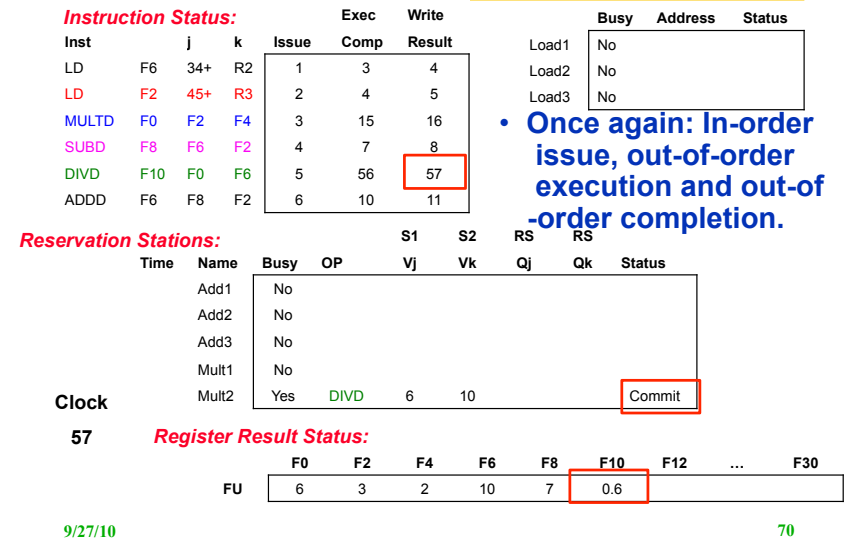 Instruction Status: Exec Write
Inst j k Issue Comp Result
LD F6 34+ R2 1 3 4
LD F2 45+ R3 2 4 5
MULTD F0 F2 F4 3 15 16
SUBD F8 F6 F2 4 7 8
DIVD F10 F0 F6 5 56 57
ADDD F6 F8 F2 6 10 11
Busy Address Status
Load1 No
Load2 No
Load3 No
• Once again: In-order
issue, out-of-order
execution and out-of
-order completion.
Reservation Stations: S1 S2 RS RS
Time Name Busy OP Vj Vk Qj Qk Status
Add1 No
Add2 No
Add3 No
Mult1 No
Mult2 Yes DIVD 6 10 Commit
Clock
57 Register Result Status:
F0 F2 F4 F6 F8 F10 F12 ... F30
FU 6 3 2 10 7 0.6
9/27/10 70